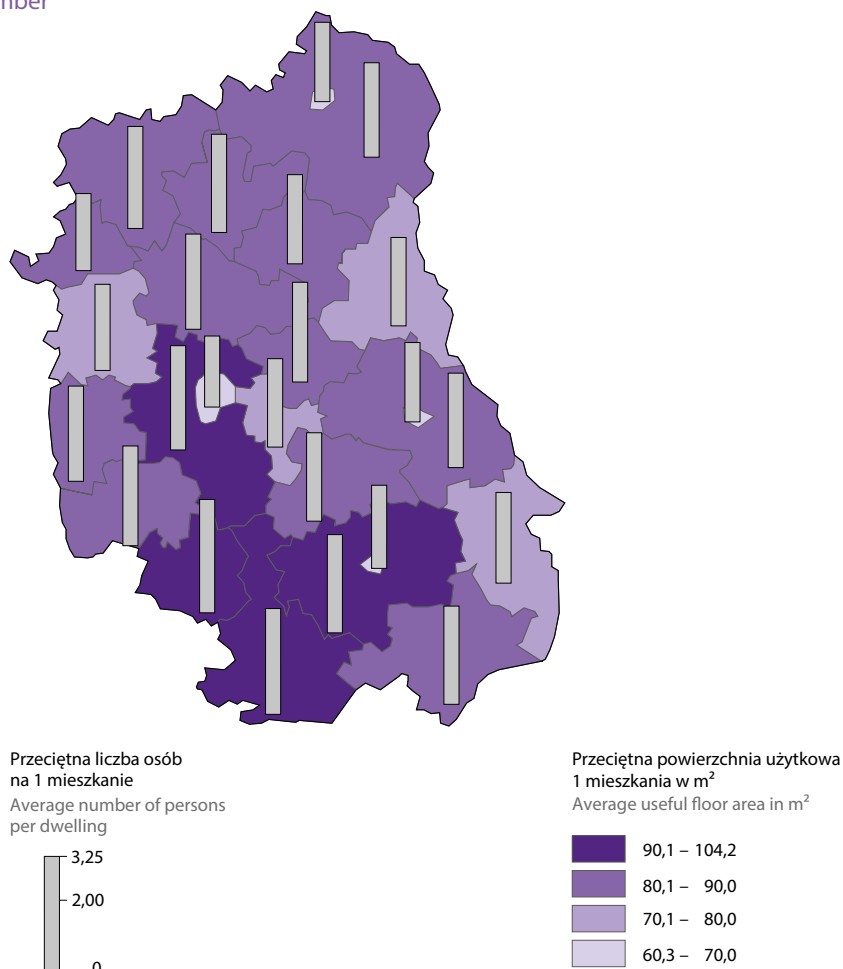 Przeciętna liczba osób
na 1 mieszkanie
Average number of persons
per dwelling
3,25
2,00
0
Przeciętna powierzchnia użytkowa
1 mieszkania w m²
Average useful floor area in m²
90,1 – 104,2
80,1 – 90,0
70,1 – 80,0
60,3 – 70,0